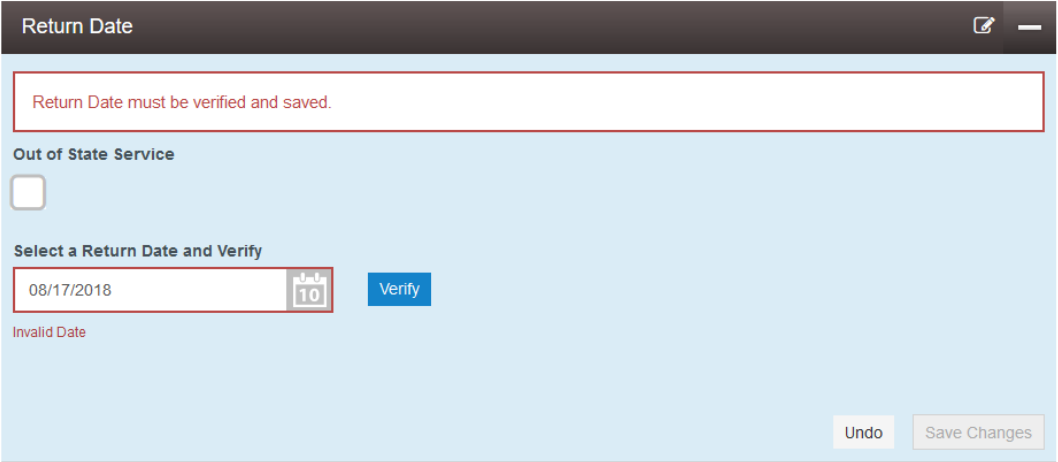 Return Date
Return Date must be verified and saved.
Out of State Service
Select a Return Date and Verify
08/17/2018
10
Verify
Invalid Date
Undo
Save Changes